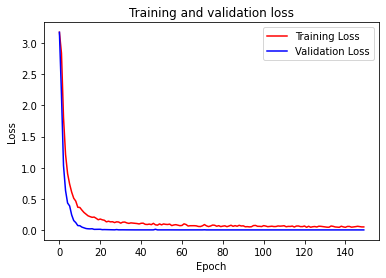 Training and validation loss
Training Loss
Validation Loss
Loss
3.0
2.5
2.0
1.5
1.0
0.5
0.0
0 20 40 60 80 100 120 140
Epoch